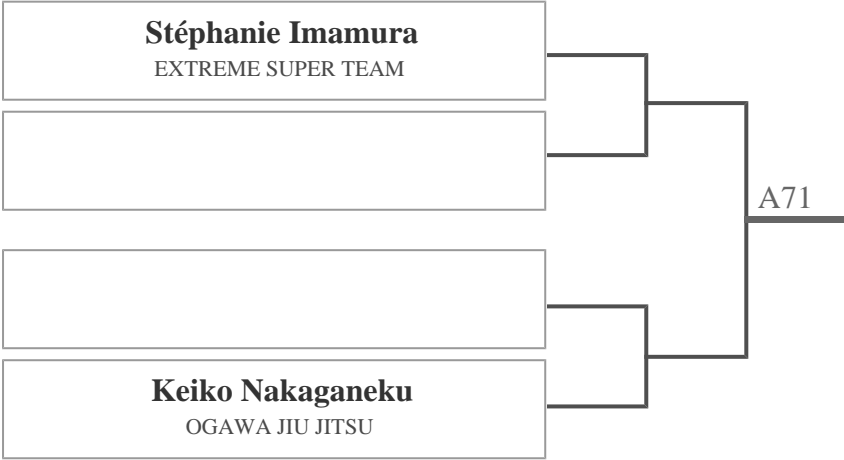 Stéphanie Imamura
EXTREME SUPER TEAM
A71
Keiko Nakaganeku
OGAWA JIU JITSU